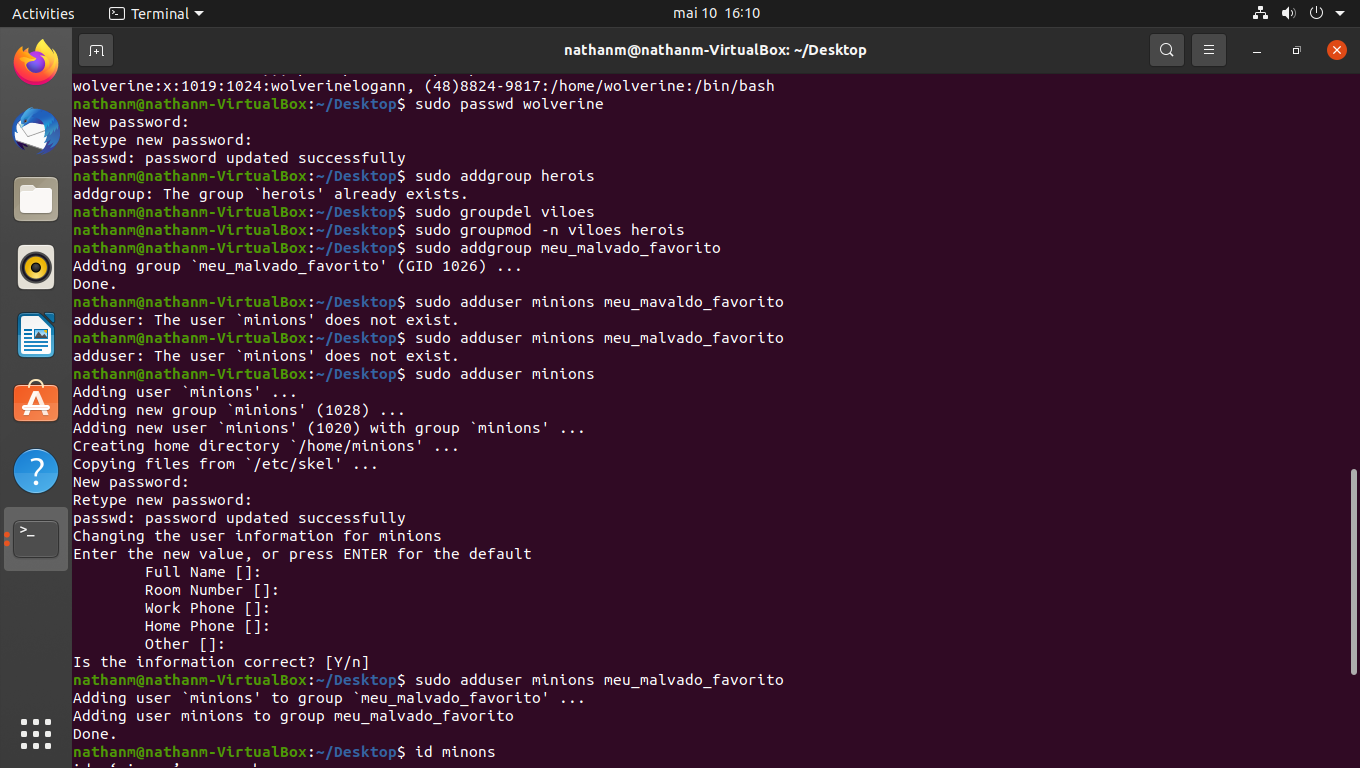 Activities Terminal mai 10 16:10
nathanm@nathanm-VirtualBox: ~/Desktop
wolverine:x:1019:1024:wolverinelogann, (48)8824-9817:/home/wolverine:/bin/bash
nathanm@nathanm-VirtualBox:~/Desktop$ sudo passwd wolverine
New password:
Retype new password:
passwd: password updated successfully
nathanm@nathanm-VirtualBox:~/Desktop$ sudo addgroup herois
addgroup: The group `herois' already exists.
nathanm@nathanm-VirtualBox:~/Desktop$ sudo groupdel viloes
nathanm@nathanm-VirtualBox:~/Desktop$ sudo groupmod -n viloes herois
nathanm@nathanm-VirtualBox:~/Desktop$ sudo addgroup meu_malvado_favorito
Adding group `meu_malvado_favorito' (GID 1026) ...
Done.
nathanm@nathanm-VirtualBox:~/Desktop$ sudo adduser minions meu_mavaldo_favorito
adduser: The user `minions' does not exist.
nathanm@nathanm-VirtualBox:~/Desktop$ sudo adduser minions meu_malvado_favorito
adduser: The user `minions' does not exist.
nathanm@nathanm-VirtualBox:~/Desktop$ sudo adduser minions
Adding user `minions' ...
Adding new group `minions' (1028) ...
Adding new user `minions' (1020) with group `minions' ...
Creating home directory `/home/minions' ...
Copying files from `/etc/skel' ...
New password:
Retype new password:
passwd: password updated successfully
Changing the user information for minions
Enter the new value, or press ENTER for the default
Full Name []:
Room Number []:
Work Phone []:
Home Phone []:
Other []:
Is the information correct? [Y/n]
nathanm@nathanm-VirtualBox:~/Desktop$ sudo adduser minions meu_malvado_favorito
Adding user `minions' to group `meu_malvado_favorito' ...
Adding user minions to group meu_malvado_favorito
Done.
nathanm@nathanm-VirtualBox:~/Desktop$ id minons